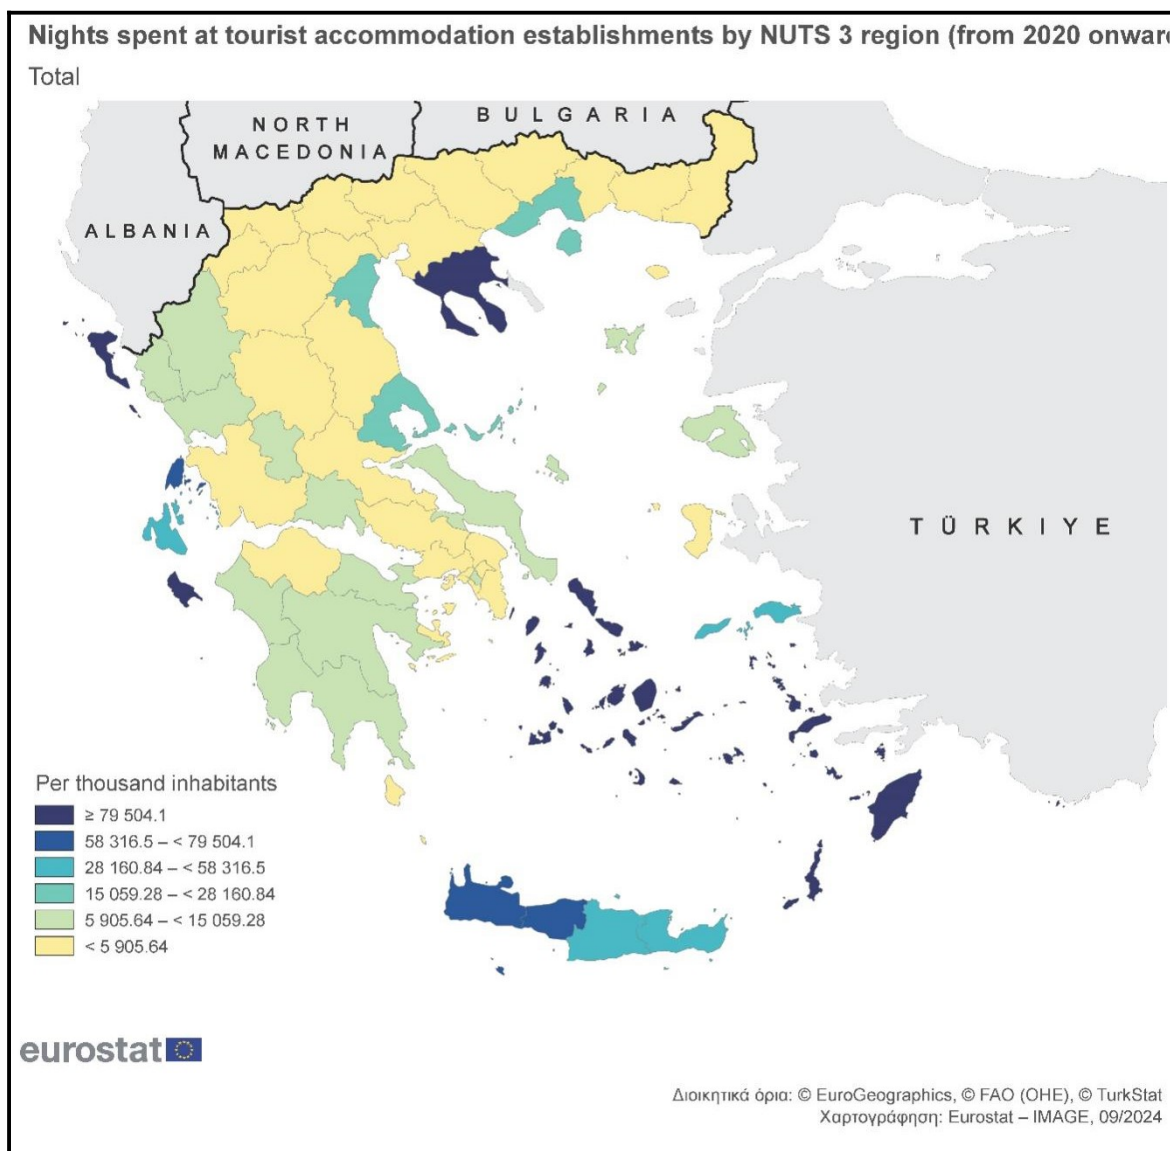 Nights spent at tourist accommodation establishments by NUTS 3 region (from 2020 onward
Total
BULGARIA
NORTH
MACEDONIA
ALBANIA
TÜRKIYE
Per thousand inhabitants
≥ 79 504.1
58 316.5 – < 79 504.1
28 160.84 – < 58 316.5
15 059.28 – < 28 160.84
5 905.64 – < 15 059.28
< 5 905.64
eurostat
Διοικητικά όρια: © EuroGeographics, © FAO (ΟΗΕ), © TurkStat
Χαρτογράφηση: Eurostat – IMAGE, 09/2024